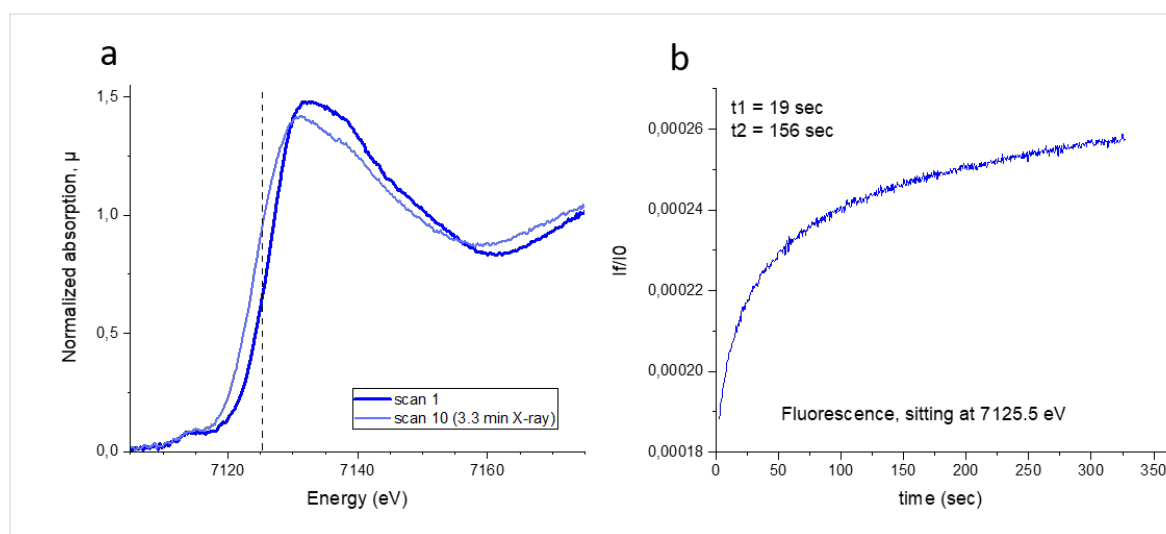 a
1,5
1,0
0,5
0,0
Normalized absorption, µ
7120
7140
7160
Energy (eV)
scan 1
scan 10 (3.3 min X-ray)
b
t1 = 19 sec
t2 = 156 sec
0,00026
0,00024
0,00022
0,00020
0,00018
If/I0
Fluorescence, sitting at 7125.5 eV
0
50
100
150
200
250
300
350
time (sec)